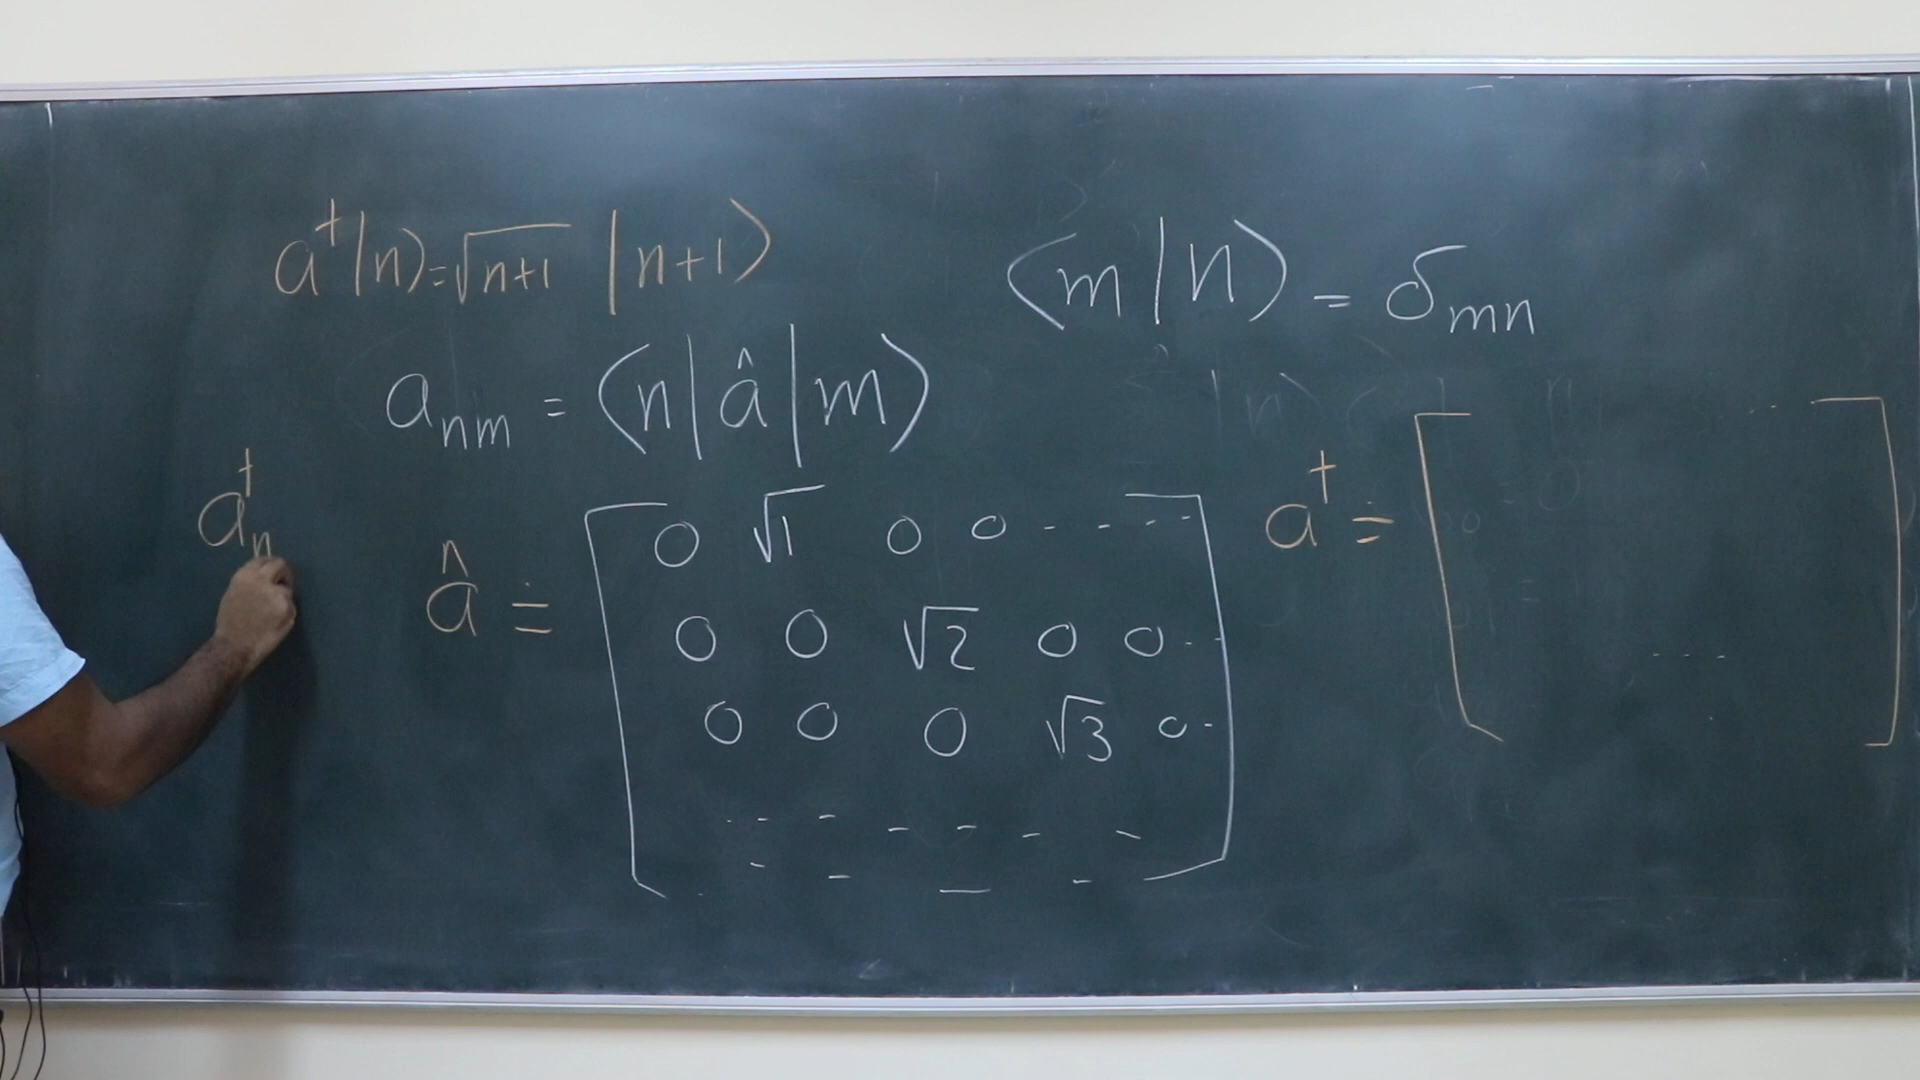 a†|n⟩=√n+1 |n+1⟩
⟨m|n⟩ = δmn
anm = ⟨n|â|m⟩
a†n
â ≐ [0 √1 0 0 - - - -
0 0 √2 0 0 -
0 0 0 √3 0 -
- - - - - - -
- - - -]
a† ≐ [ ... ]